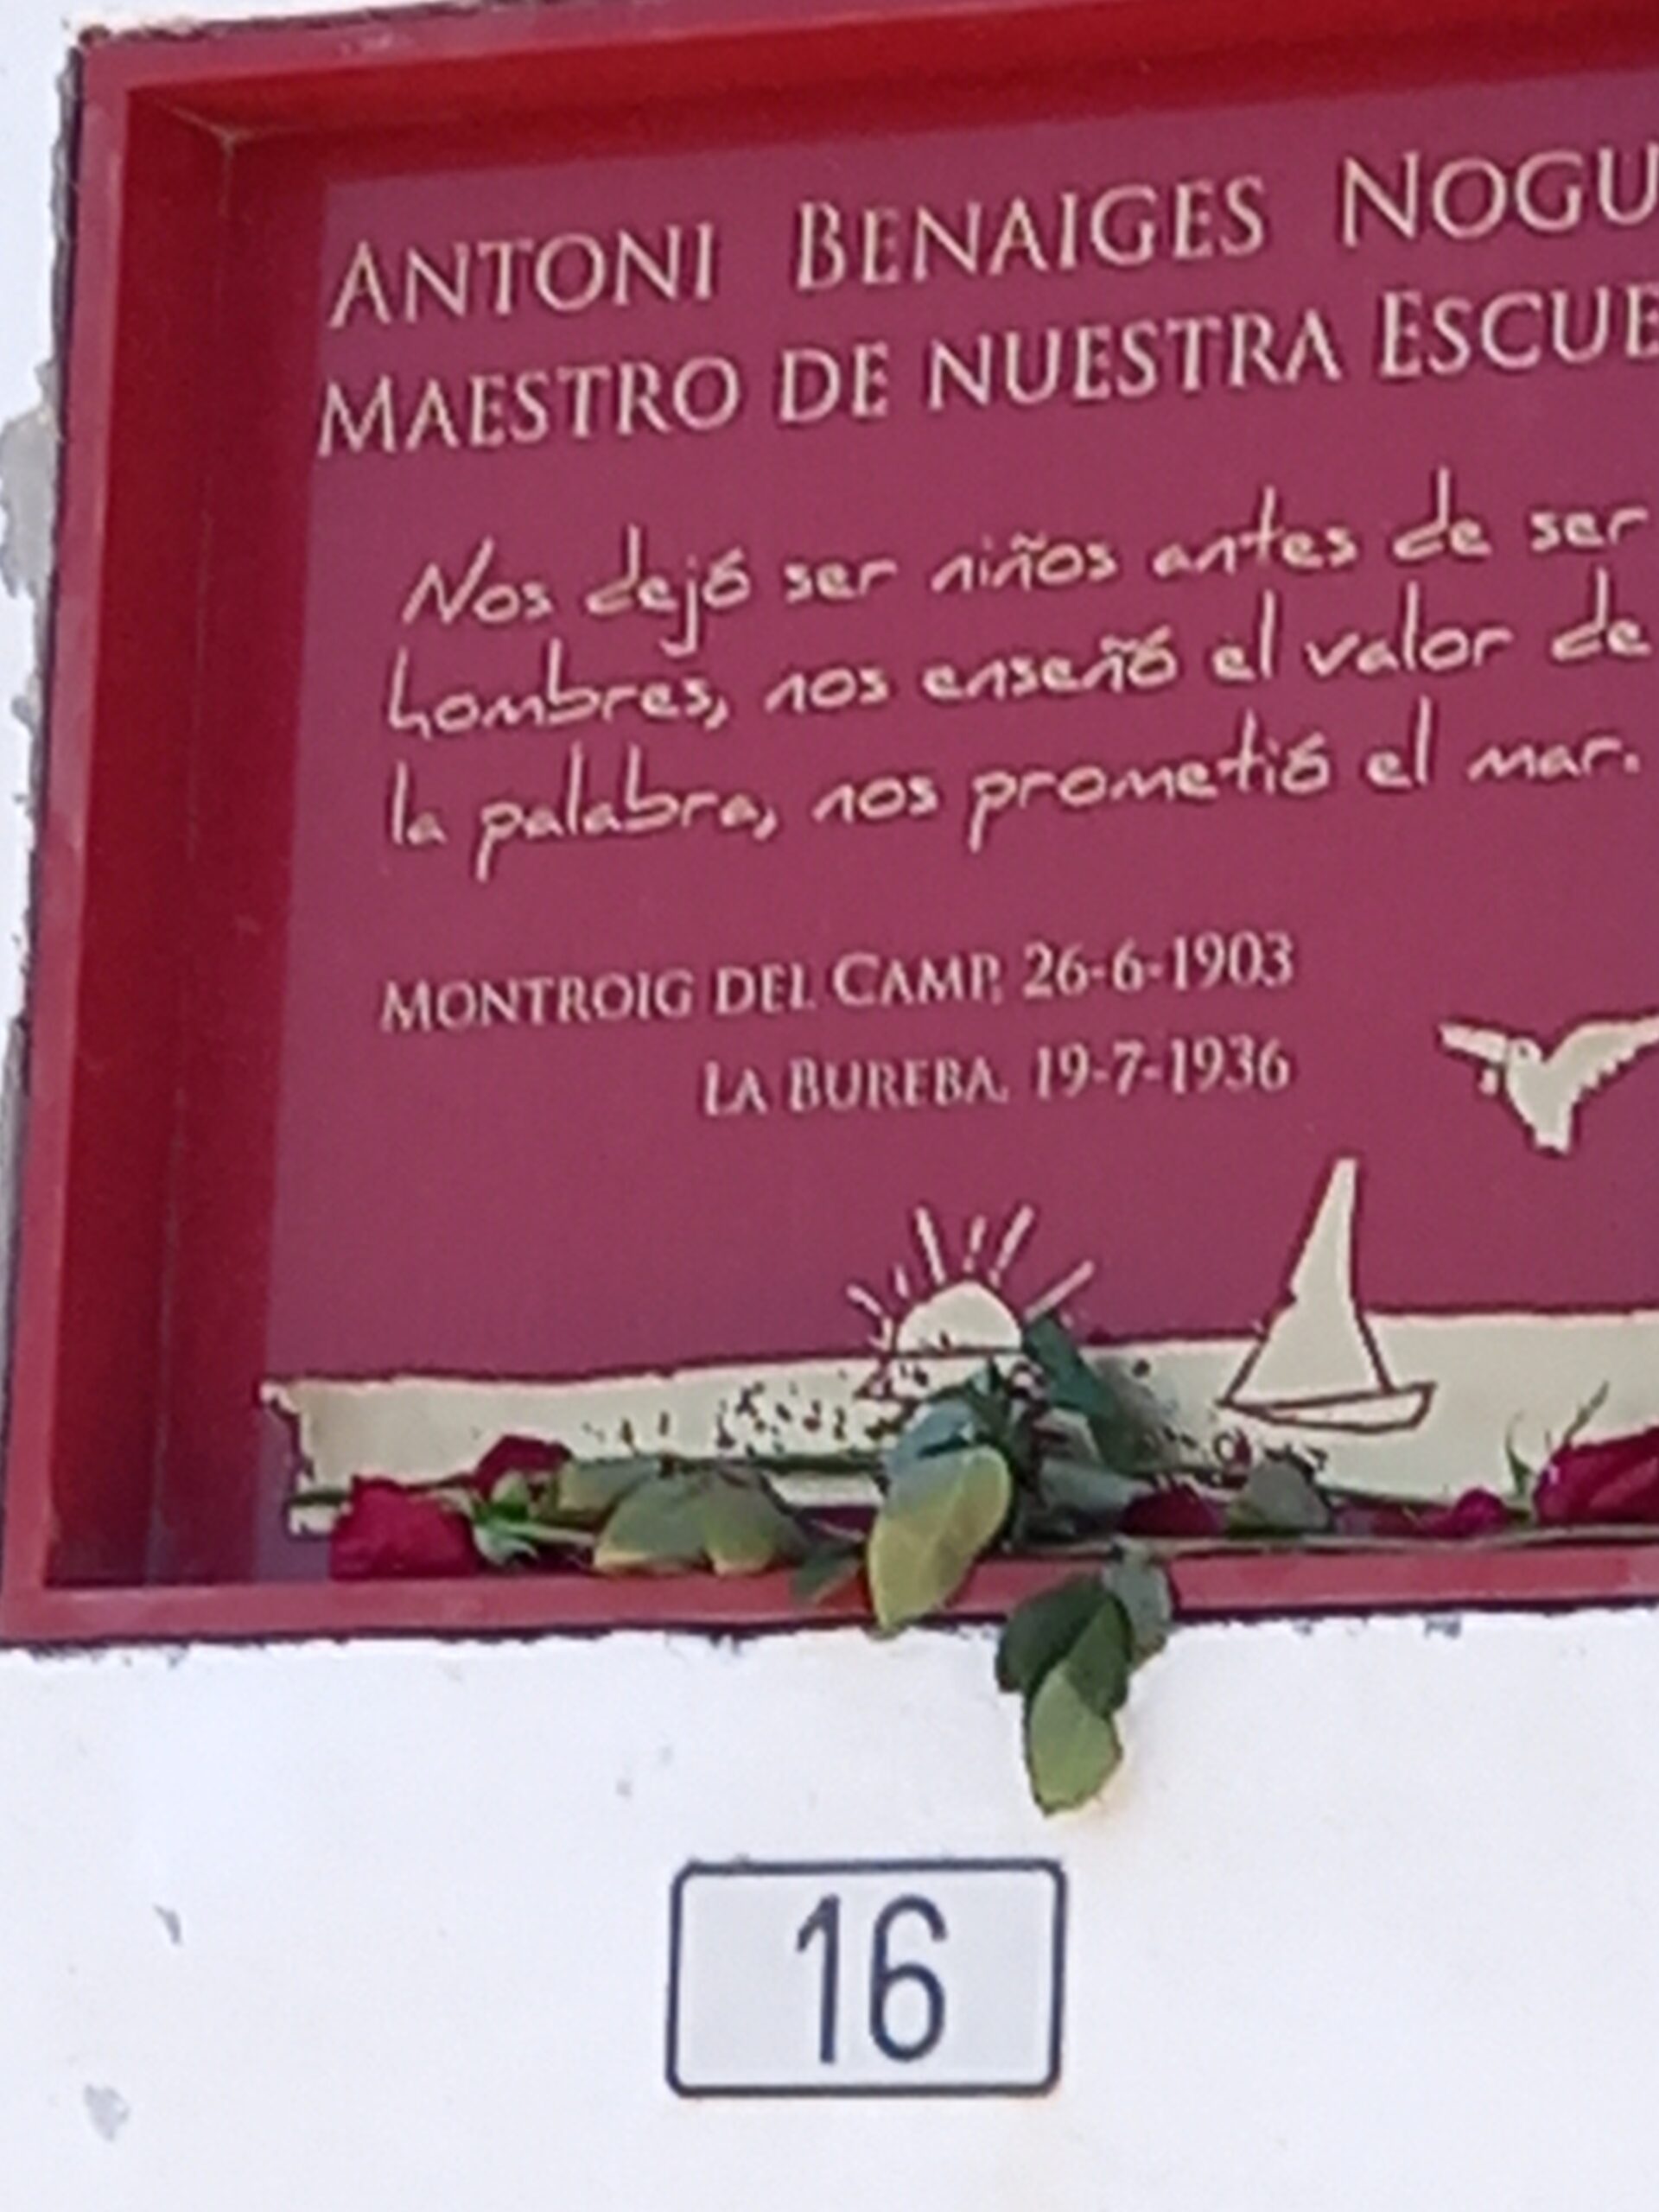 ANTONI BENAIGES NOGU
MAESTRO DE NUESTRA ESCUE
Nos dejó ser niños antes de ser
hombres, nos enseñó el valor de
la palabra, nos prometió el mar.
MONTROIG DEL CAMP, 26-6-1903
LA BUREBA, 19-7-1936
16